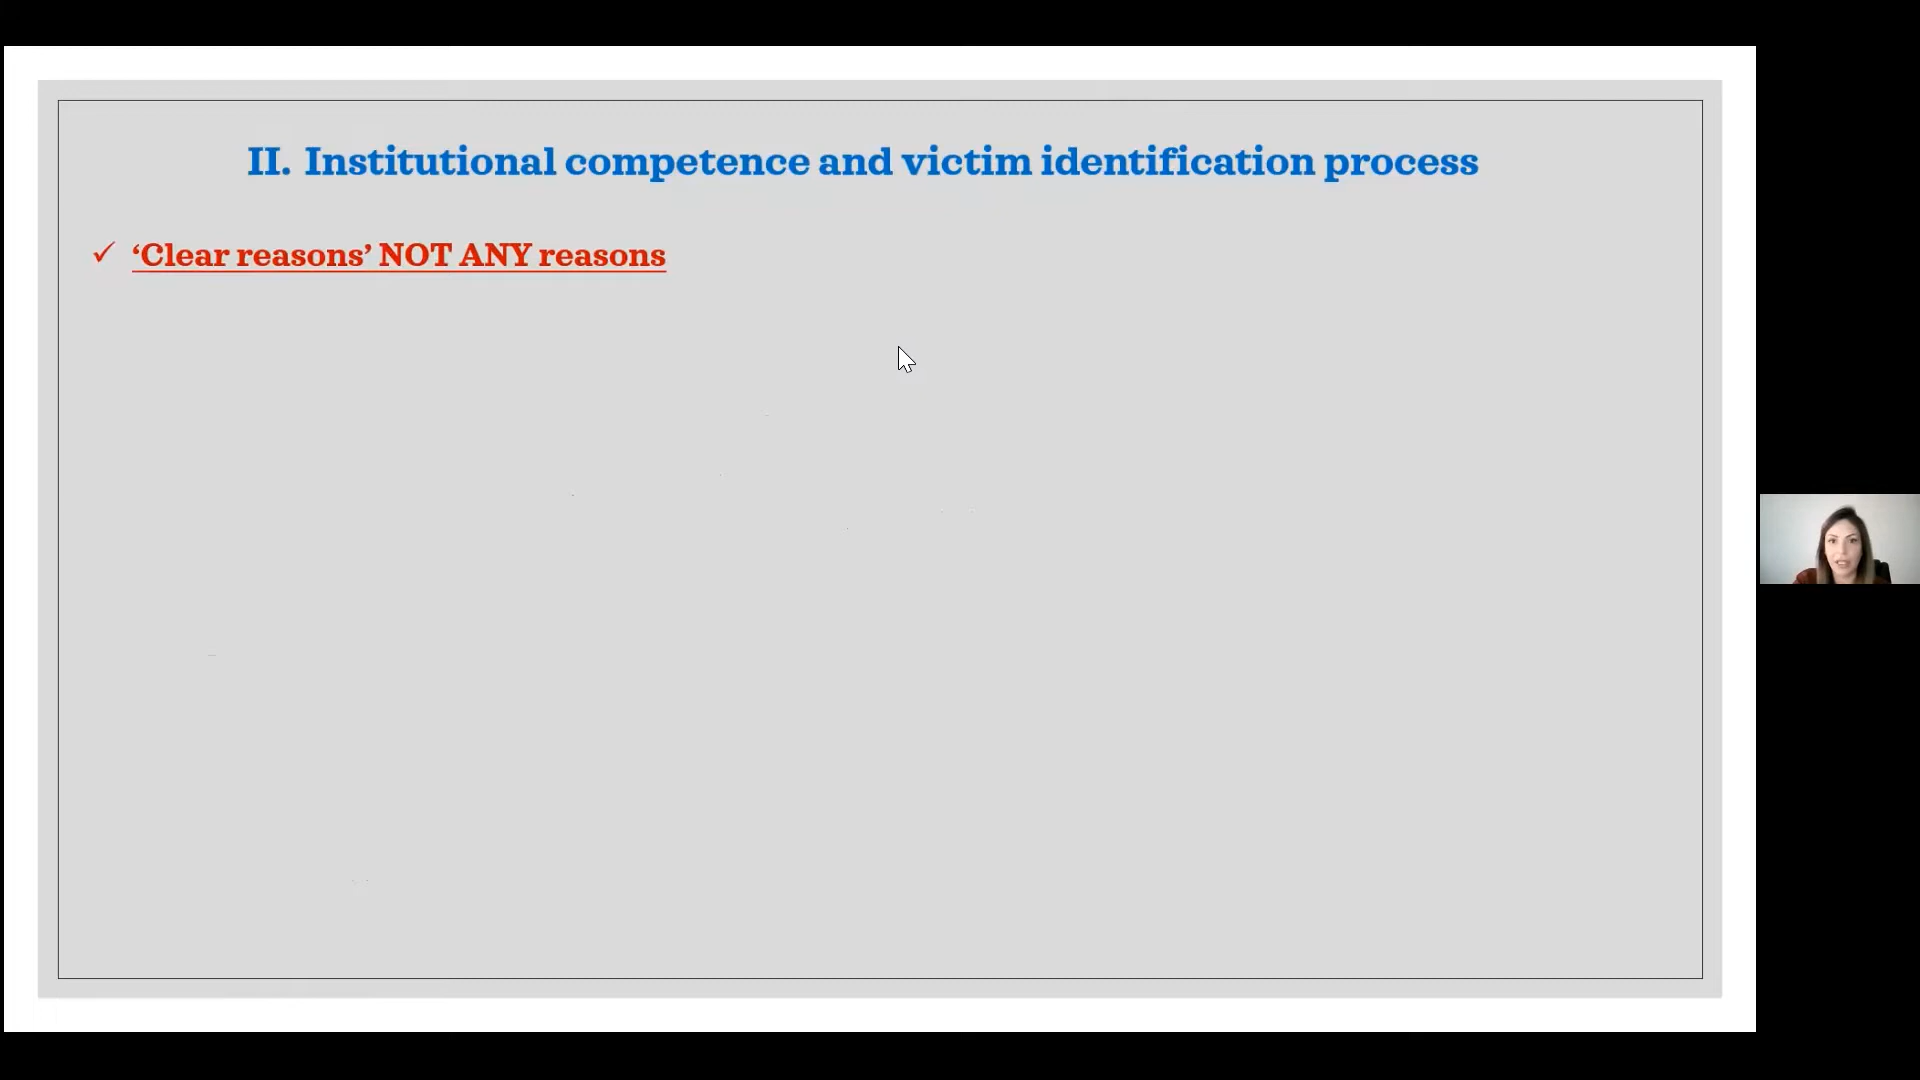 II. Institutional competence and victim identification process
✓ ‘Clear reasons’ NOT ANY reasons